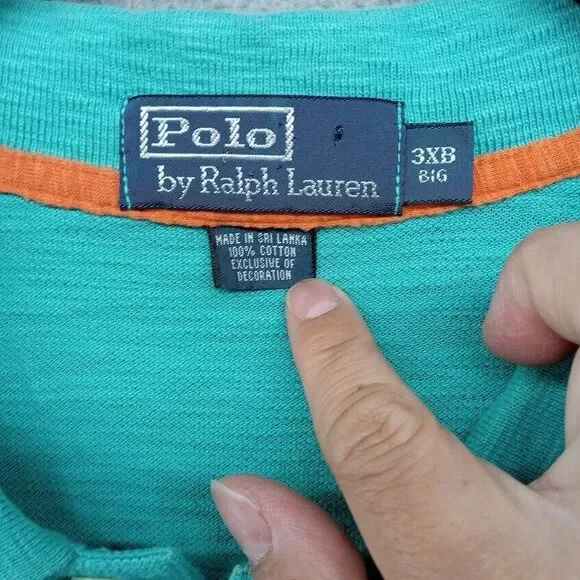 Polo
by Ralph Lauren
3XB
BIG
MADE IN SRI LANKA
100% COTTON
EXCLUSIVE OF
DECORATION